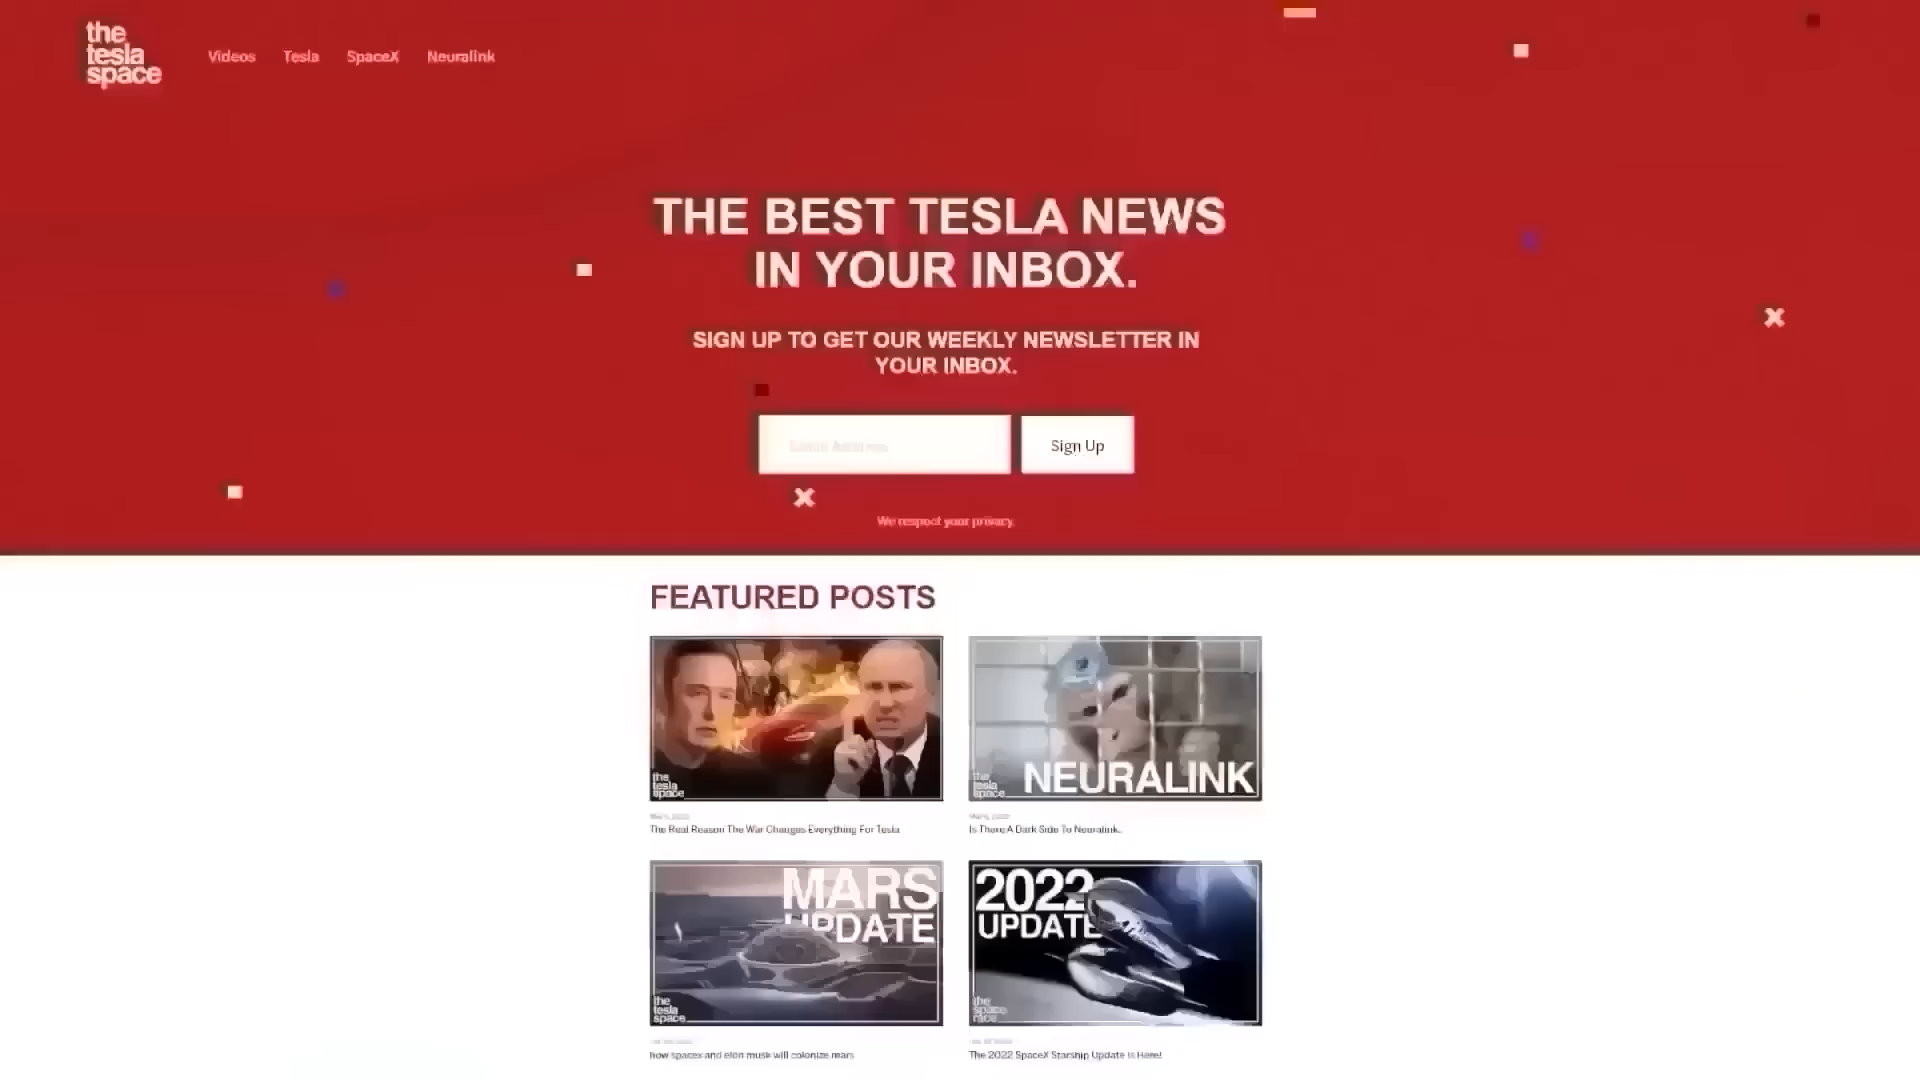 the
tesla
space
Videos Tesla SpaceX Neuralink
THE BEST TESLA NEWS
IN YOUR INBOX.
SIGN UP TO GET OUR WEEKLY NEWSLETTER IN
YOUR INBOX.
Email Address Sign Up
We respect your privacy.
FEATURED POSTS
the
tesla
space
the
tesla
space
NEURALINK
The Real Reason The War Changes Everything For Tesla
Is There A Dark Side To Neuralink.
MARS
UPDATE
the
tesla
space
2022
UPDATE
the
space
race
how spacex and elon musk will colonize mars
The 2022 SpaceX Starship Update is Here!